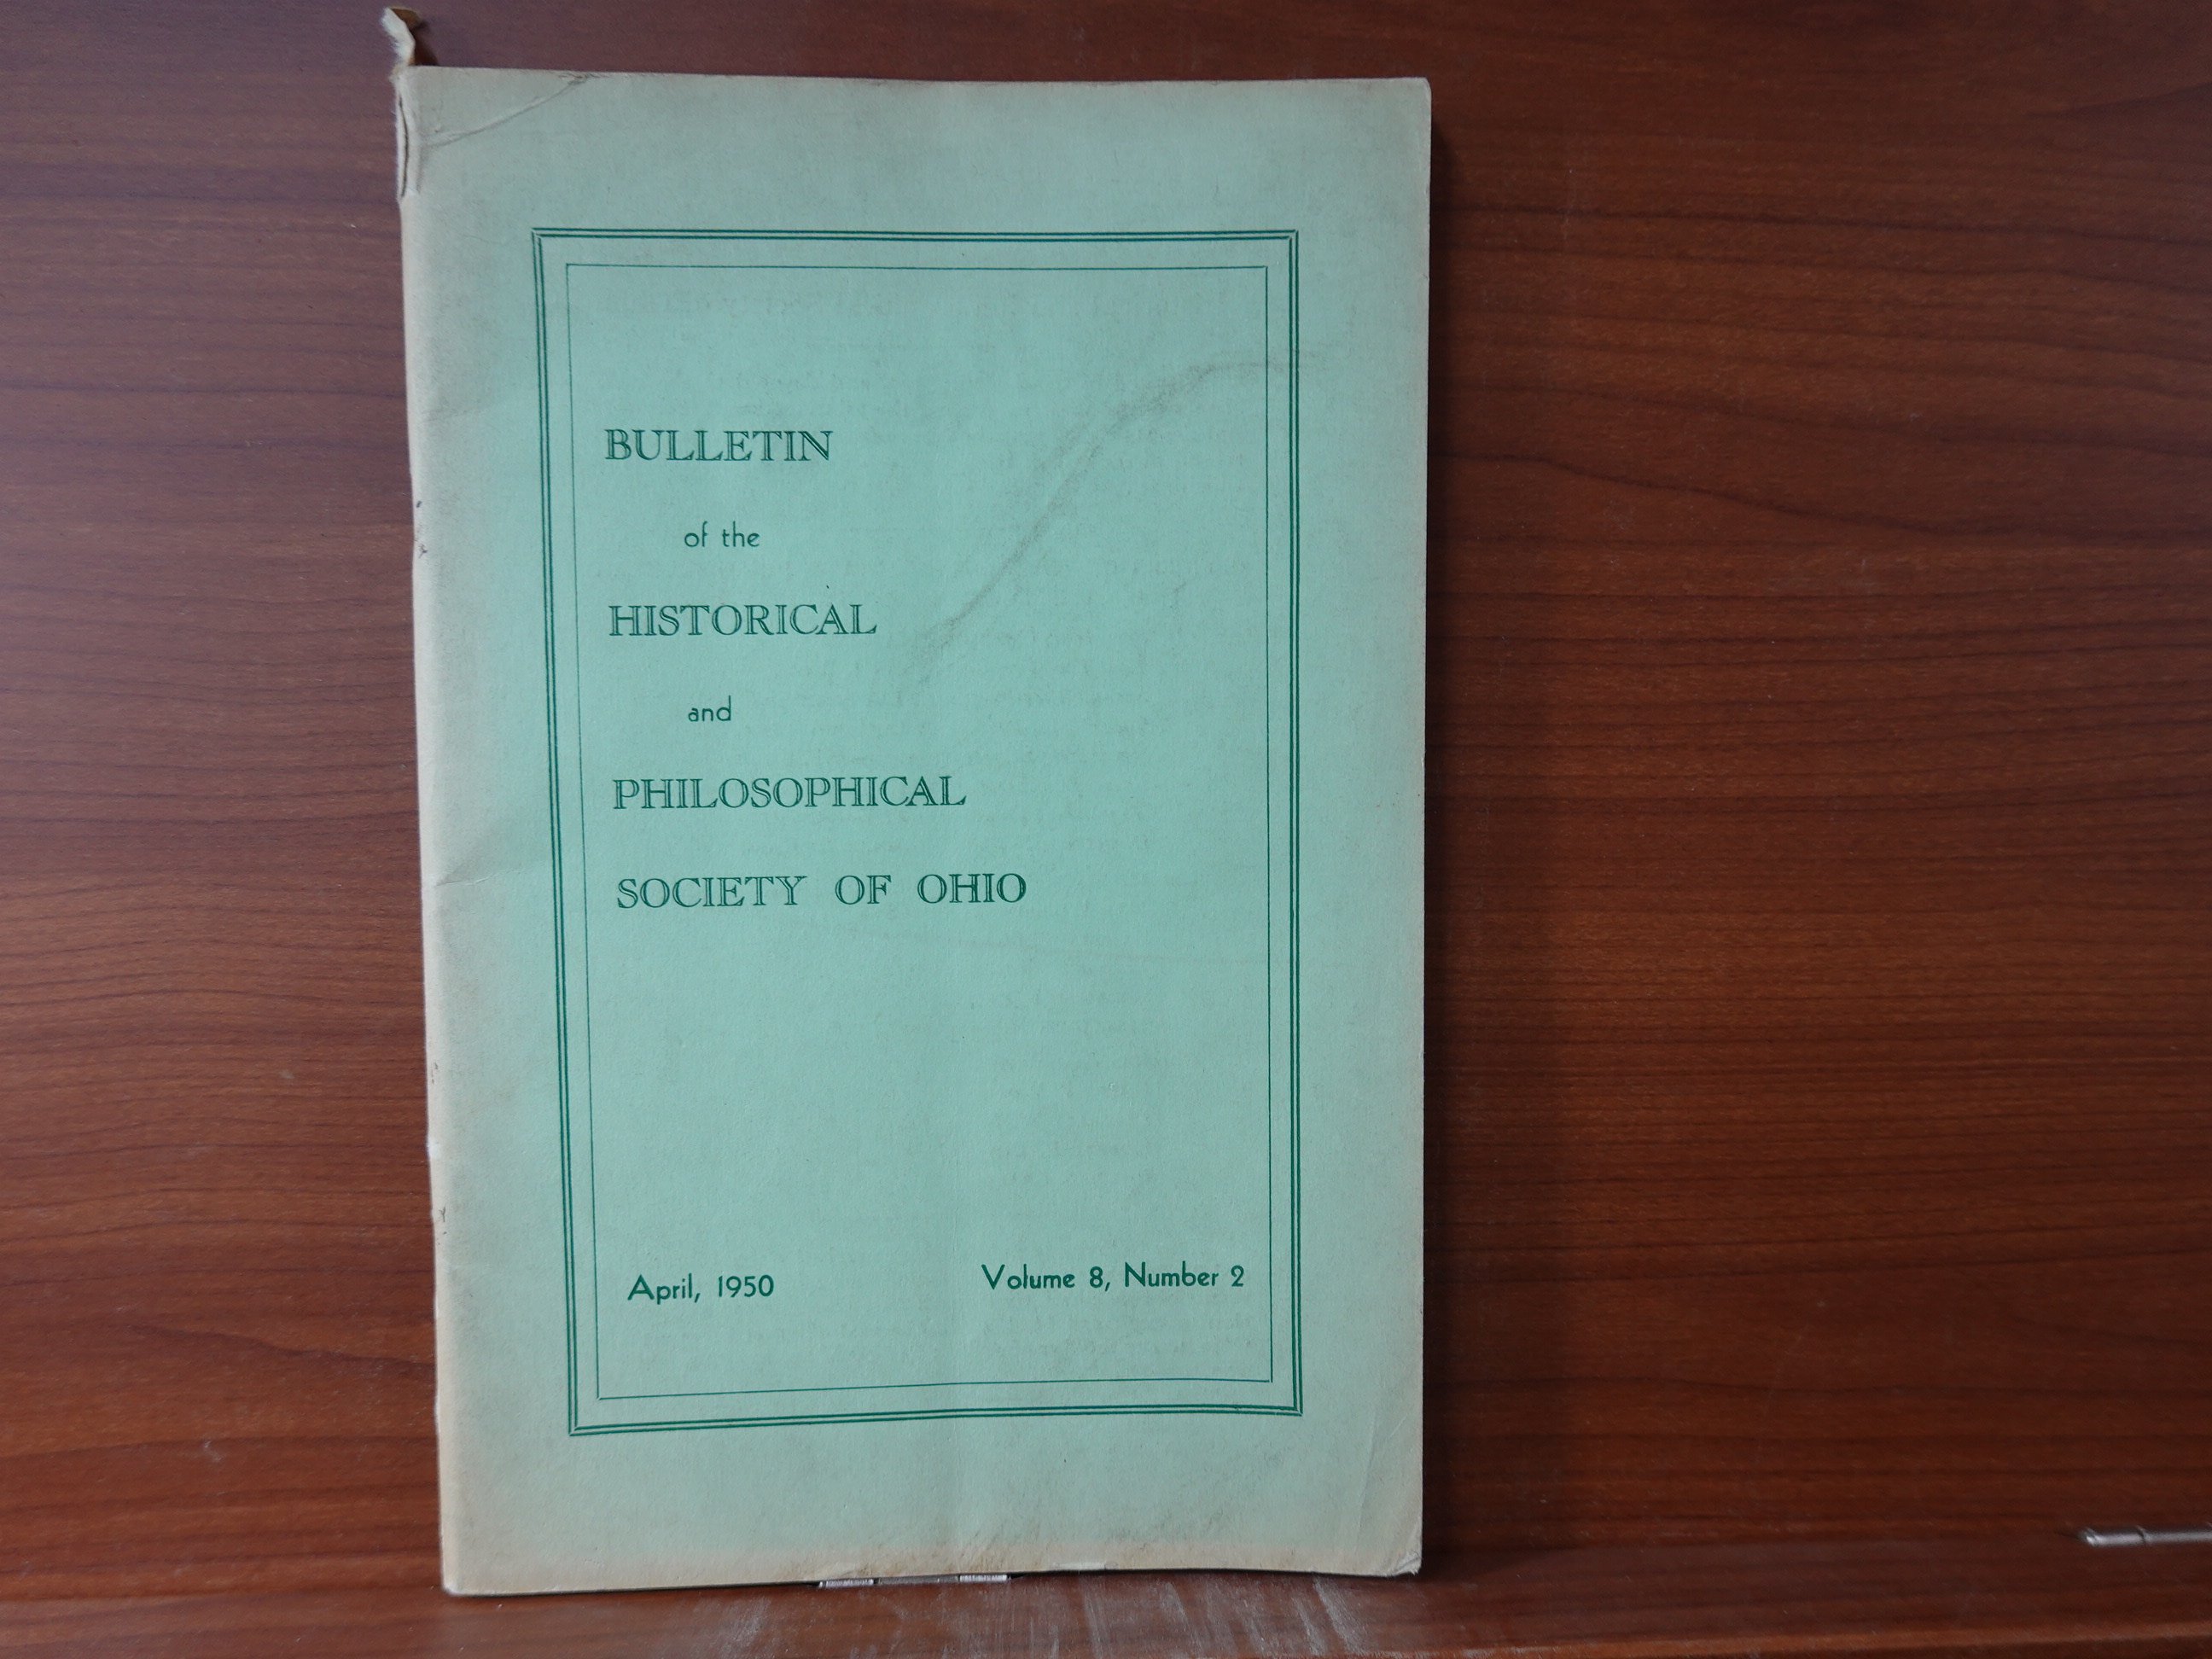 BULLETIN
of the
HISTORICAL
and
PHILOSOPHICAL
SOCIETY OF OHIO
April, 1950
Volume 8, Number 2